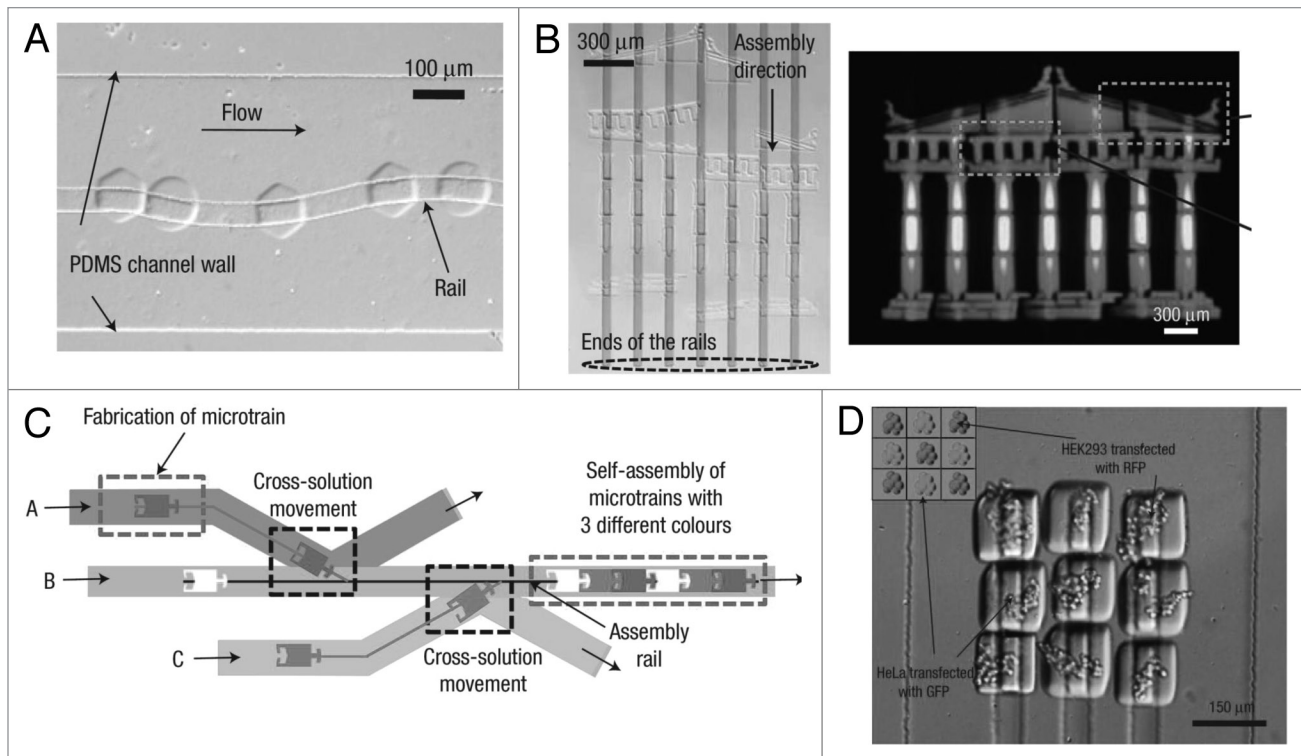 A
100 µm
Flow
PDMS channel wall
Rail
B
300 µm
Assembly
direction
Ends of the rails
300 µm
C
Fabrication of microtrain
Cross-solution
movement
Self-assembly of
microtrains with
3 different colours
A
B
C
Cross-solution
movement
Assembly
rail
D
HEK293 transfected
with RFP
HeLa transfected
with GFP
150 µm